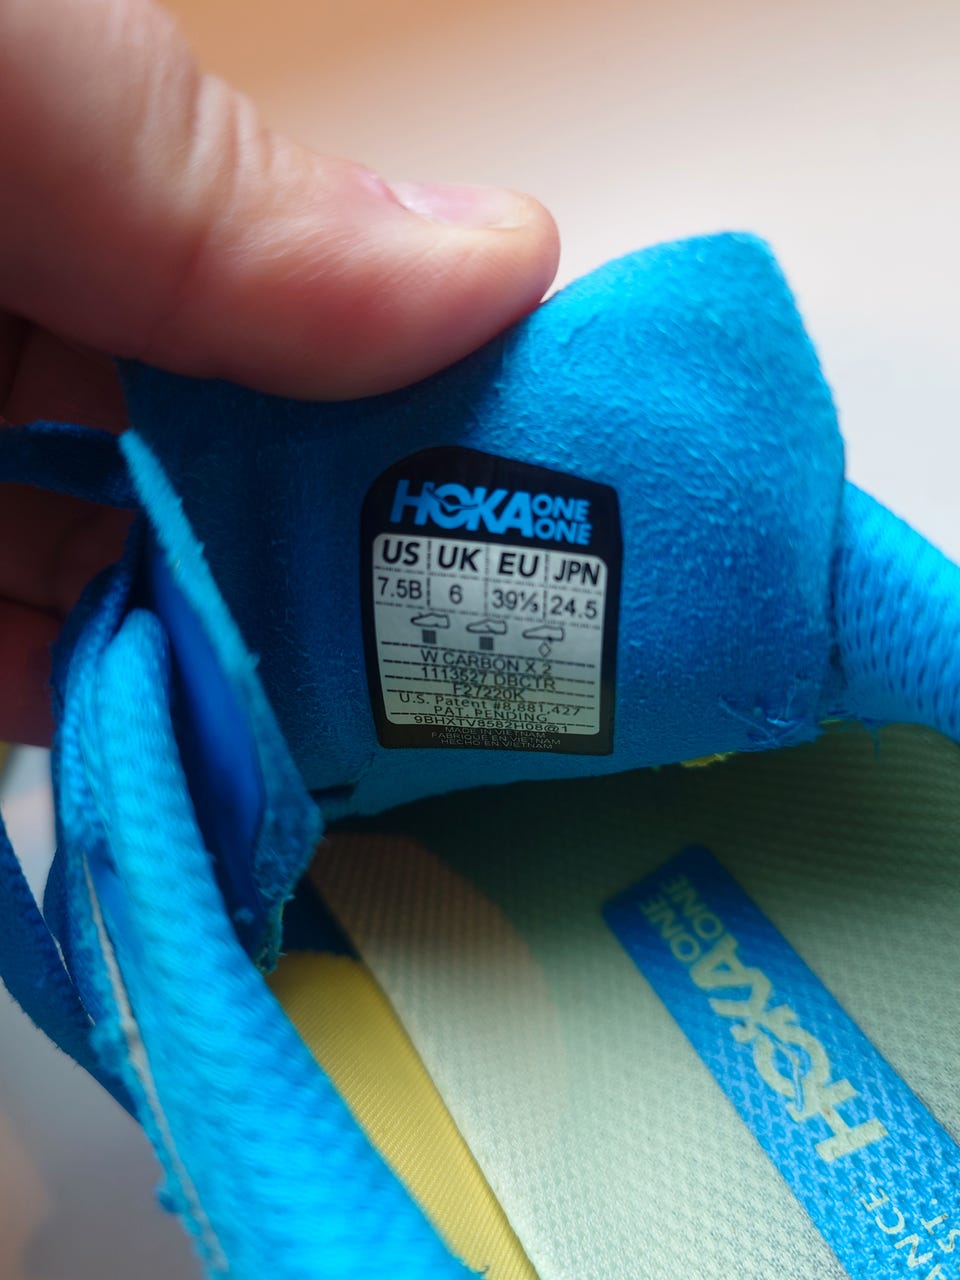 HOKA ONE ONE
US UK EU JPN
7.5B 6 39⅓ 24.5
W CARBON X 2
1113527 DBCTR
F27220K
U.S. Patent #8,881,427
PAT. PENDING
9BHXTV8582H08@1
MADE IN VIETNAM
FABRIQUE EN VIETNAM
HECHO EN VIETNAM
HOKA ONE ONE